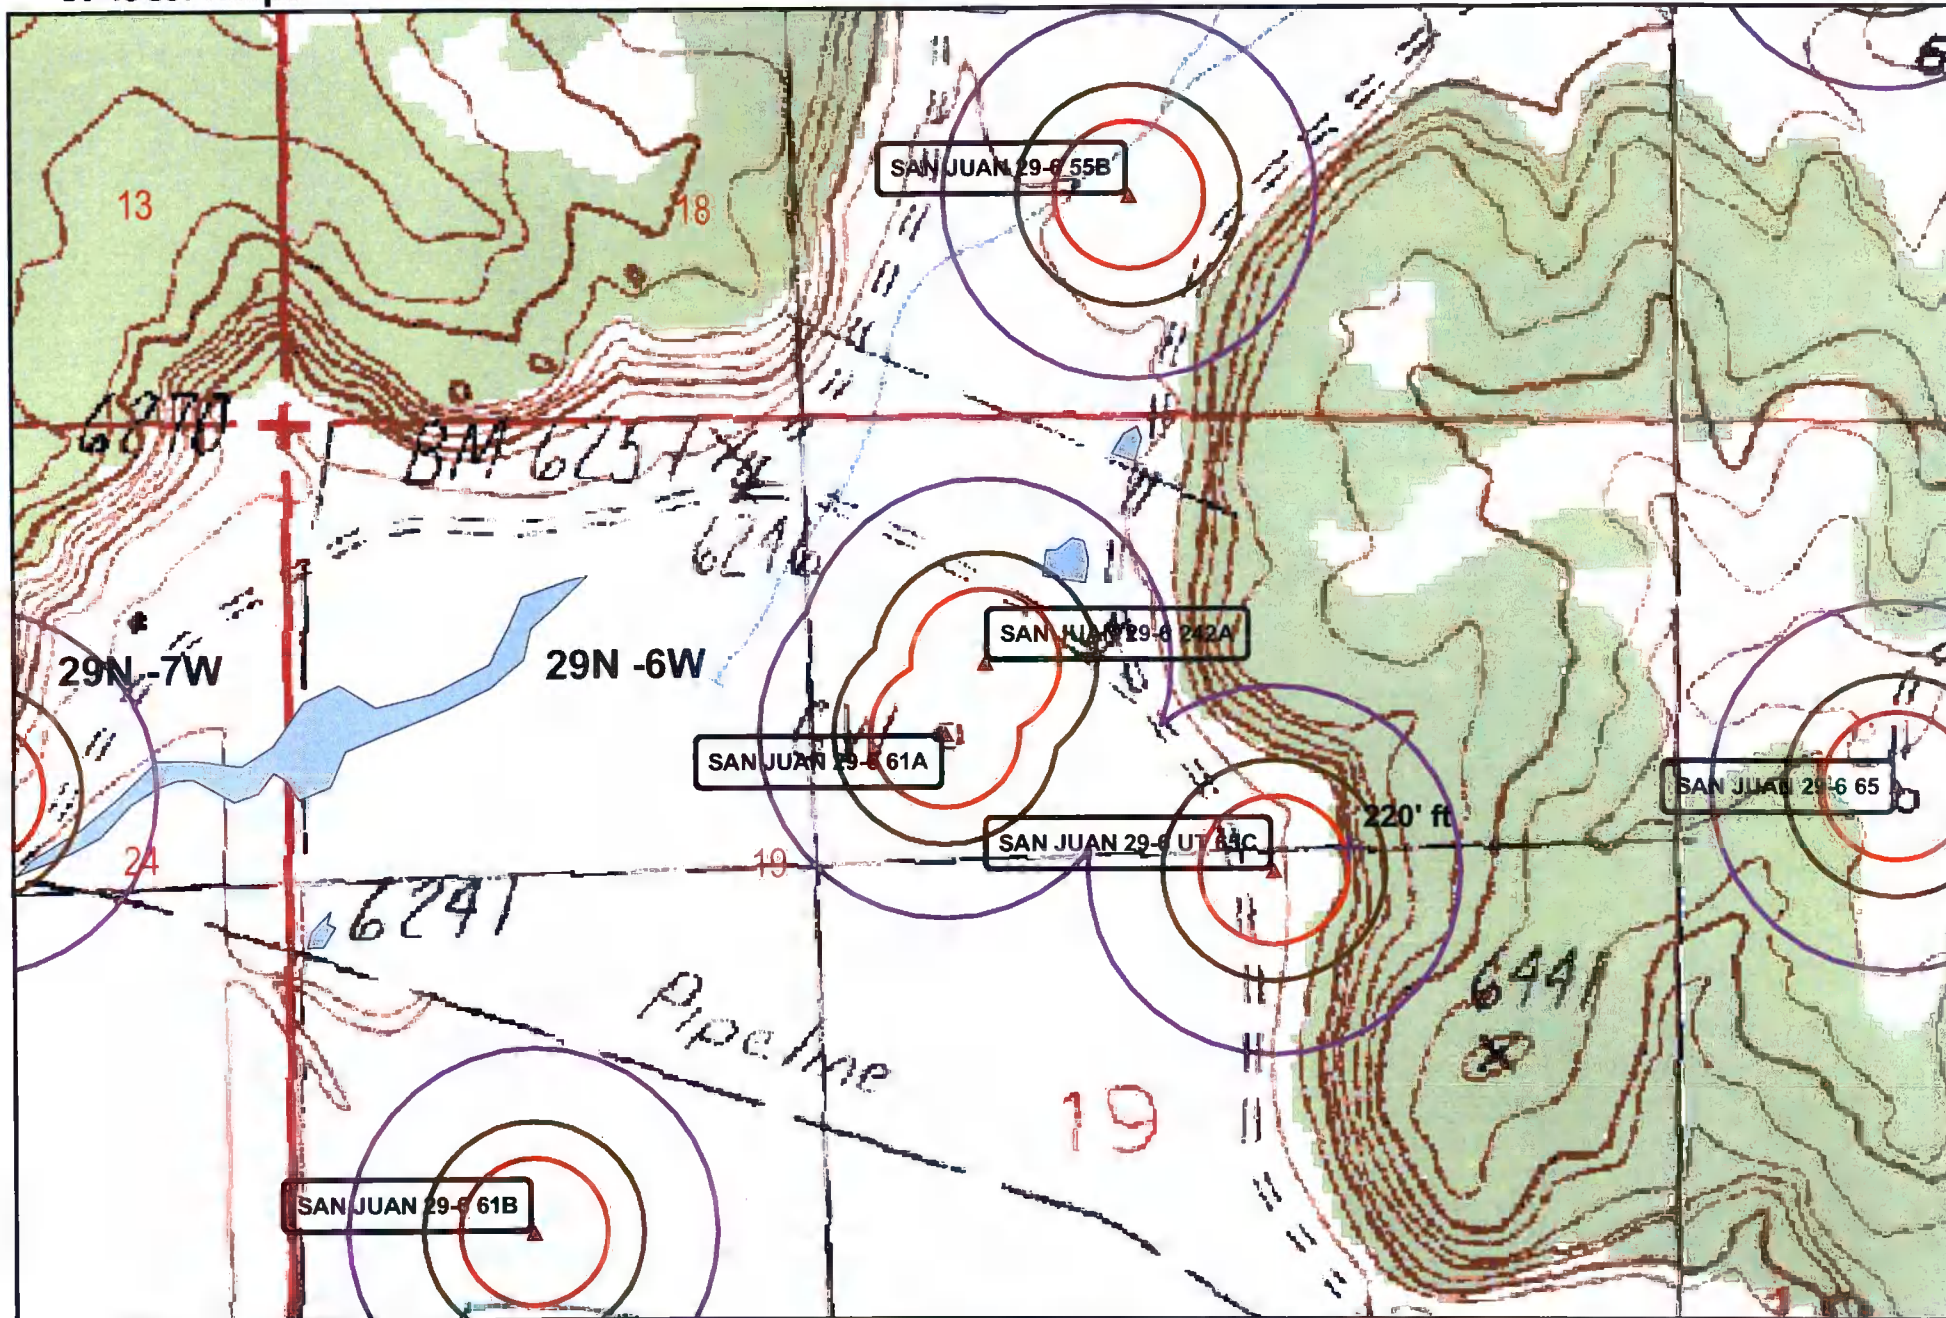 SAN JUAN 29-6 55B
13
18
6270
BM 6251
6216
SAN JUAN 29-6 242A
29N -7W
29N -6W
SAN JUAN 29-6 61A
SAN JUAN 29-6 65
220' ft
SAN JUAN 29-6 UT 65C
24
19
6241
6441
Pipeline
19
SAN JUAN 29-6 61B